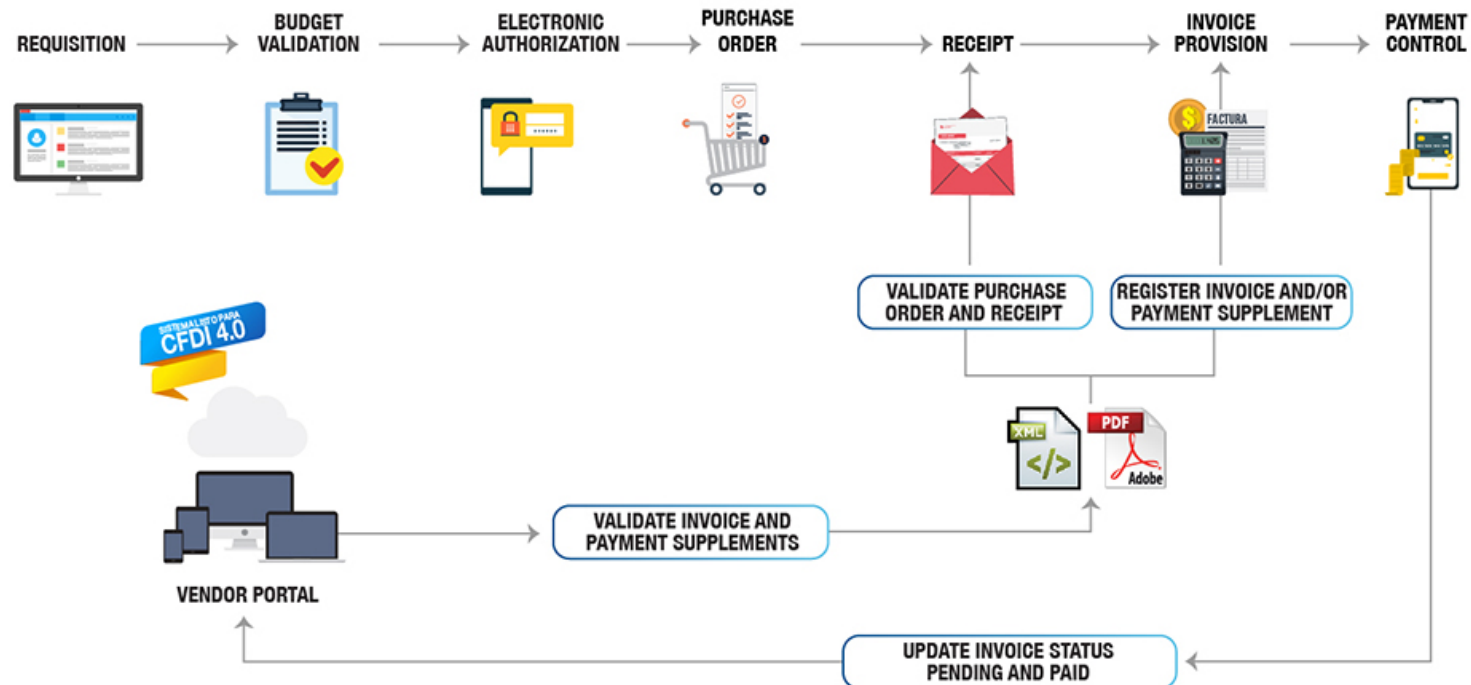 REQUISITION
BUDGET
VALIDATION
ELECTRONIC
AUTHORIZATION
PURCHASE
ORDER
RECEIPT
INVOICE
PROVISION
PAYMENT
CONTROL
FACTURA
VALIDATE PURCHASE
ORDER AND RECEIPT
REGISTER INVOICE AND/OR
PAYMENT SUPPLEMENT
SISTEMA LISTO PARA
CFDI 4.0
XML
</>
PDF
Adobe
VALIDATE INVOICE AND
PAYMENT SUPPLEMENTS
VENDOR PORTAL
UPDATE INVOICE STATUS
PENDING AND PAID